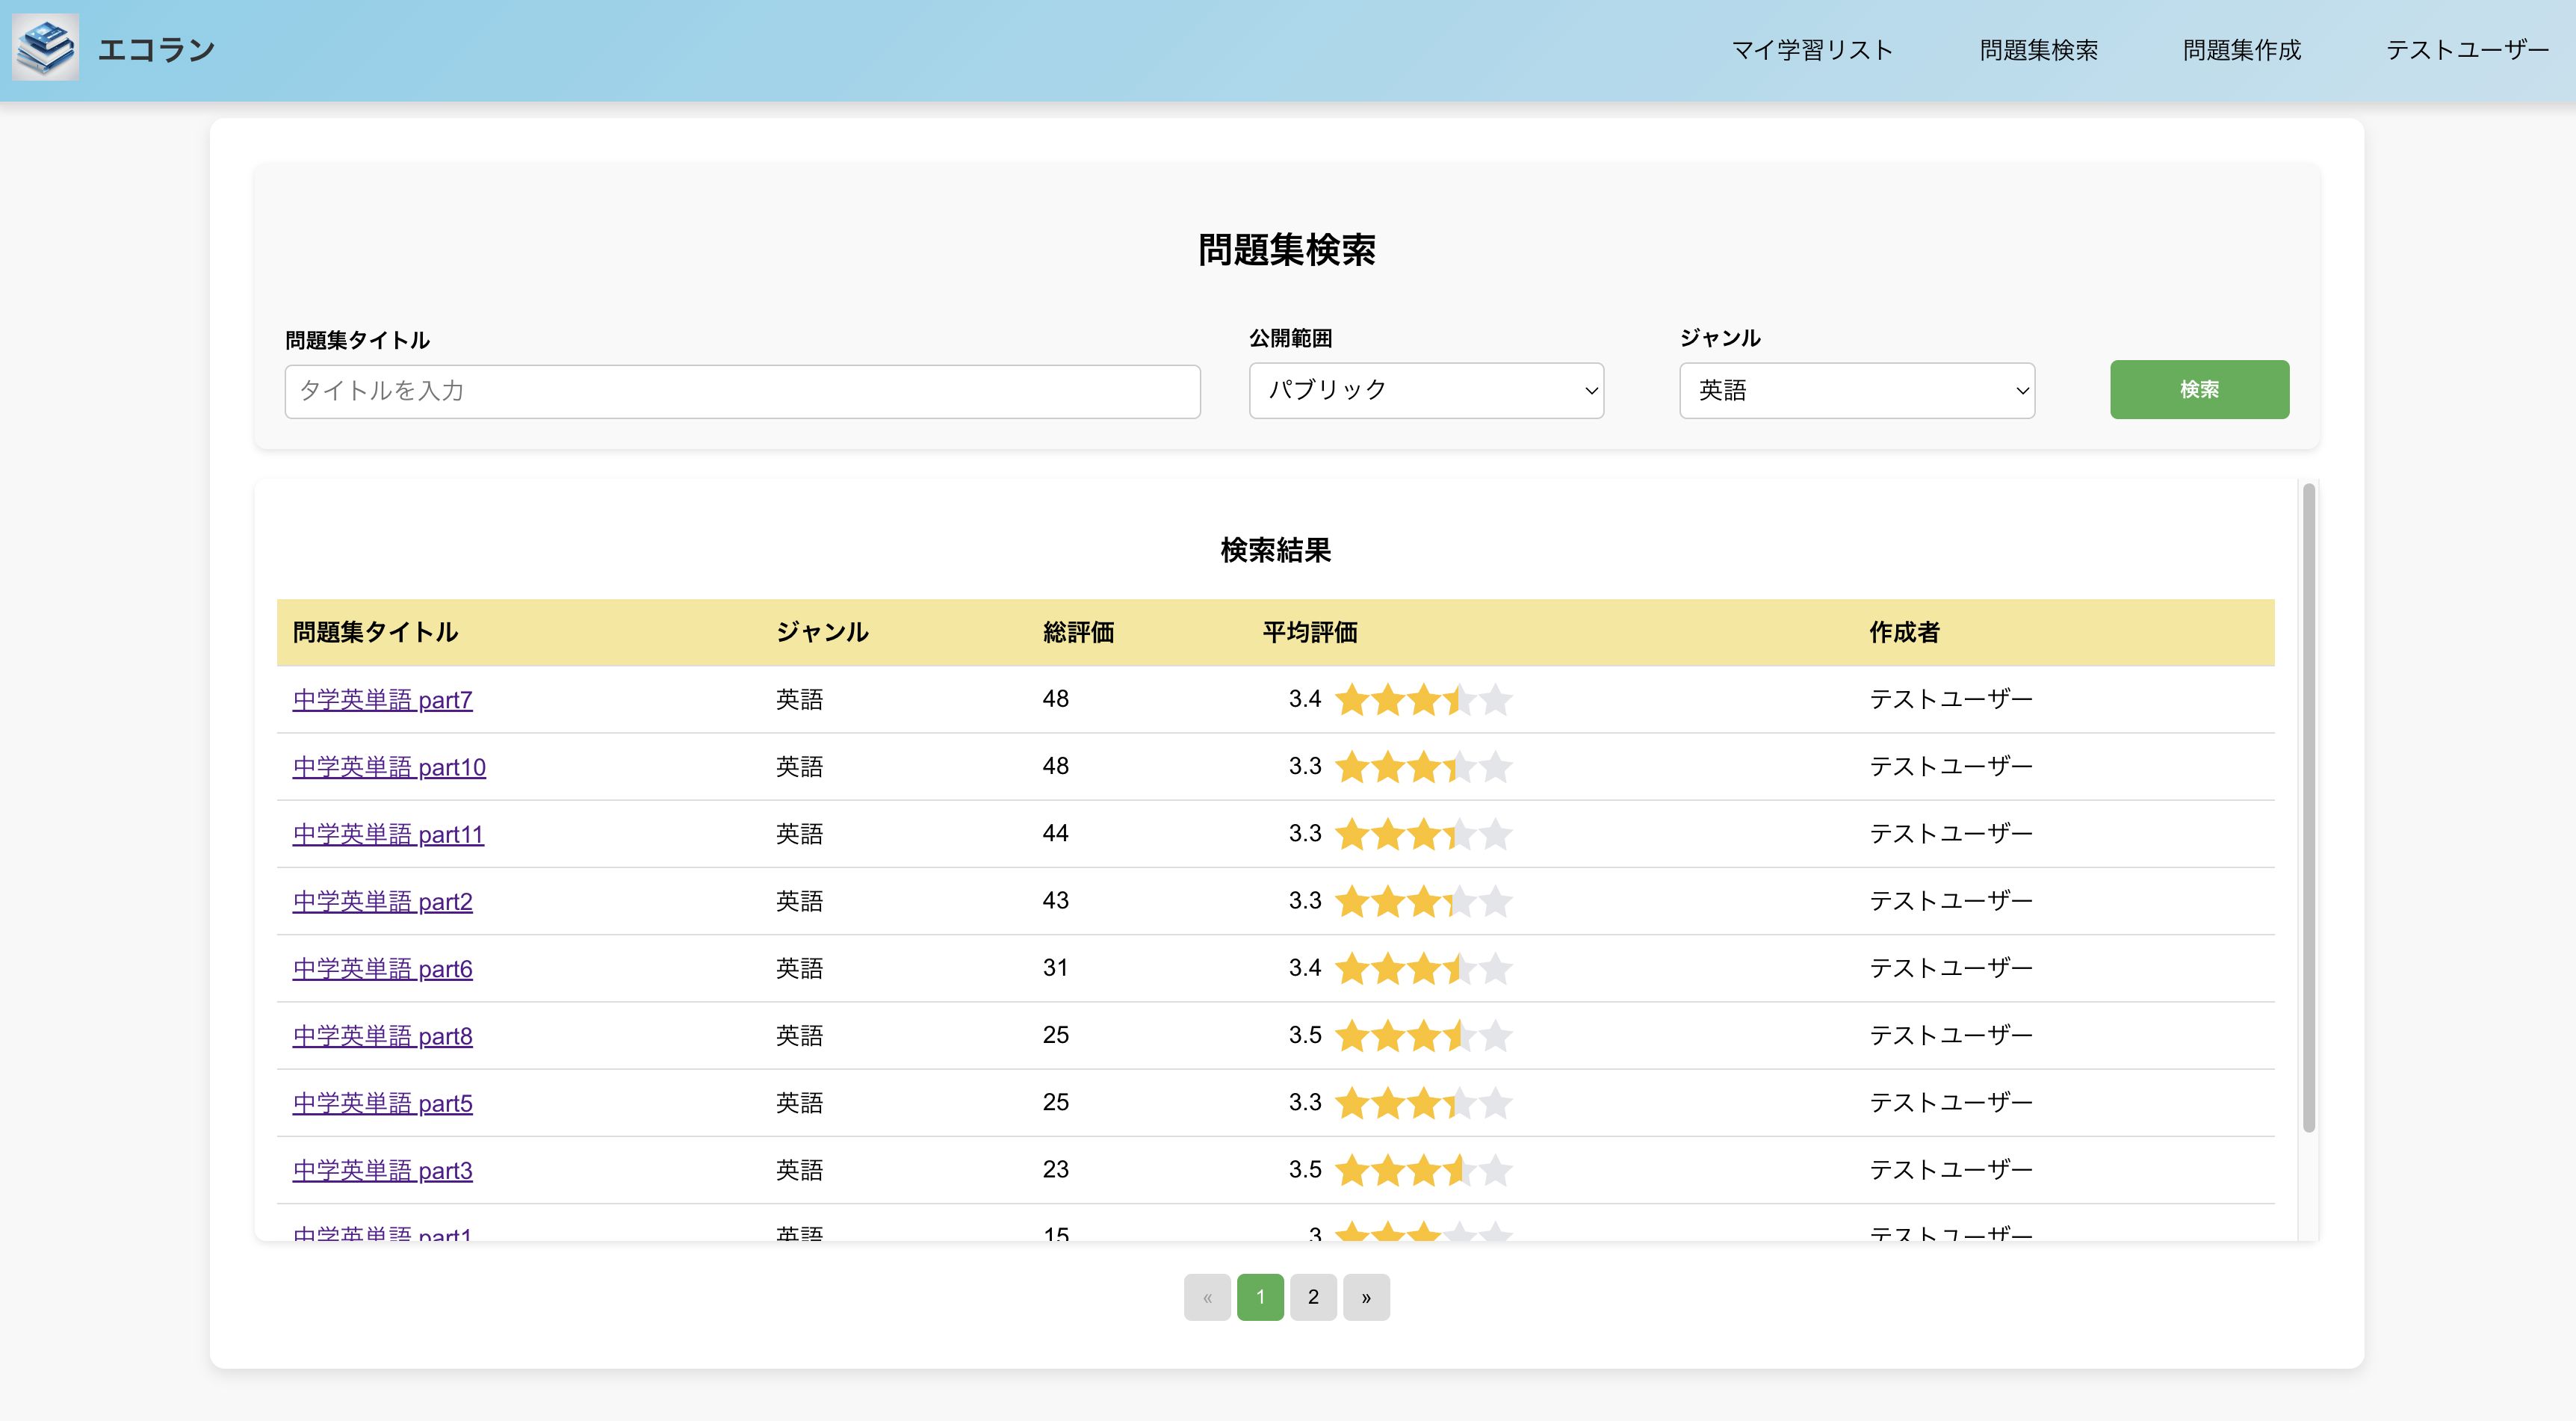 エコラン マイ学習リスト 問題集検索 問題集作成 テストユーザー
問題集検索
問題集タイトル 公開範囲 ジャンル
タイトルを入力 パブリック 英語 検索
検索結果
問題集タイトル ジャンル 総評価 平均評価 作成者
中学英単語 part7 英語 48 3.4 テストユーザー
中学英単語 part10 英語 48 3.3 テストユーザー
中学英単語 part11 英語 44 3.3 テストユーザー
中学英単語 part2 英語 43 3.3 テストユーザー
中学英単語 part6 英語 31 3.4 テストユーザー
中学英単語 part8 英語 25 3.5 テストユーザー
中学英単語 part5 英語 25 3.3 テストユーザー
中学英単語 part3 英語 23 3.5 テストユーザー
中学英単語 part1 英語 15 3 テストユーザー
« 1 2 »